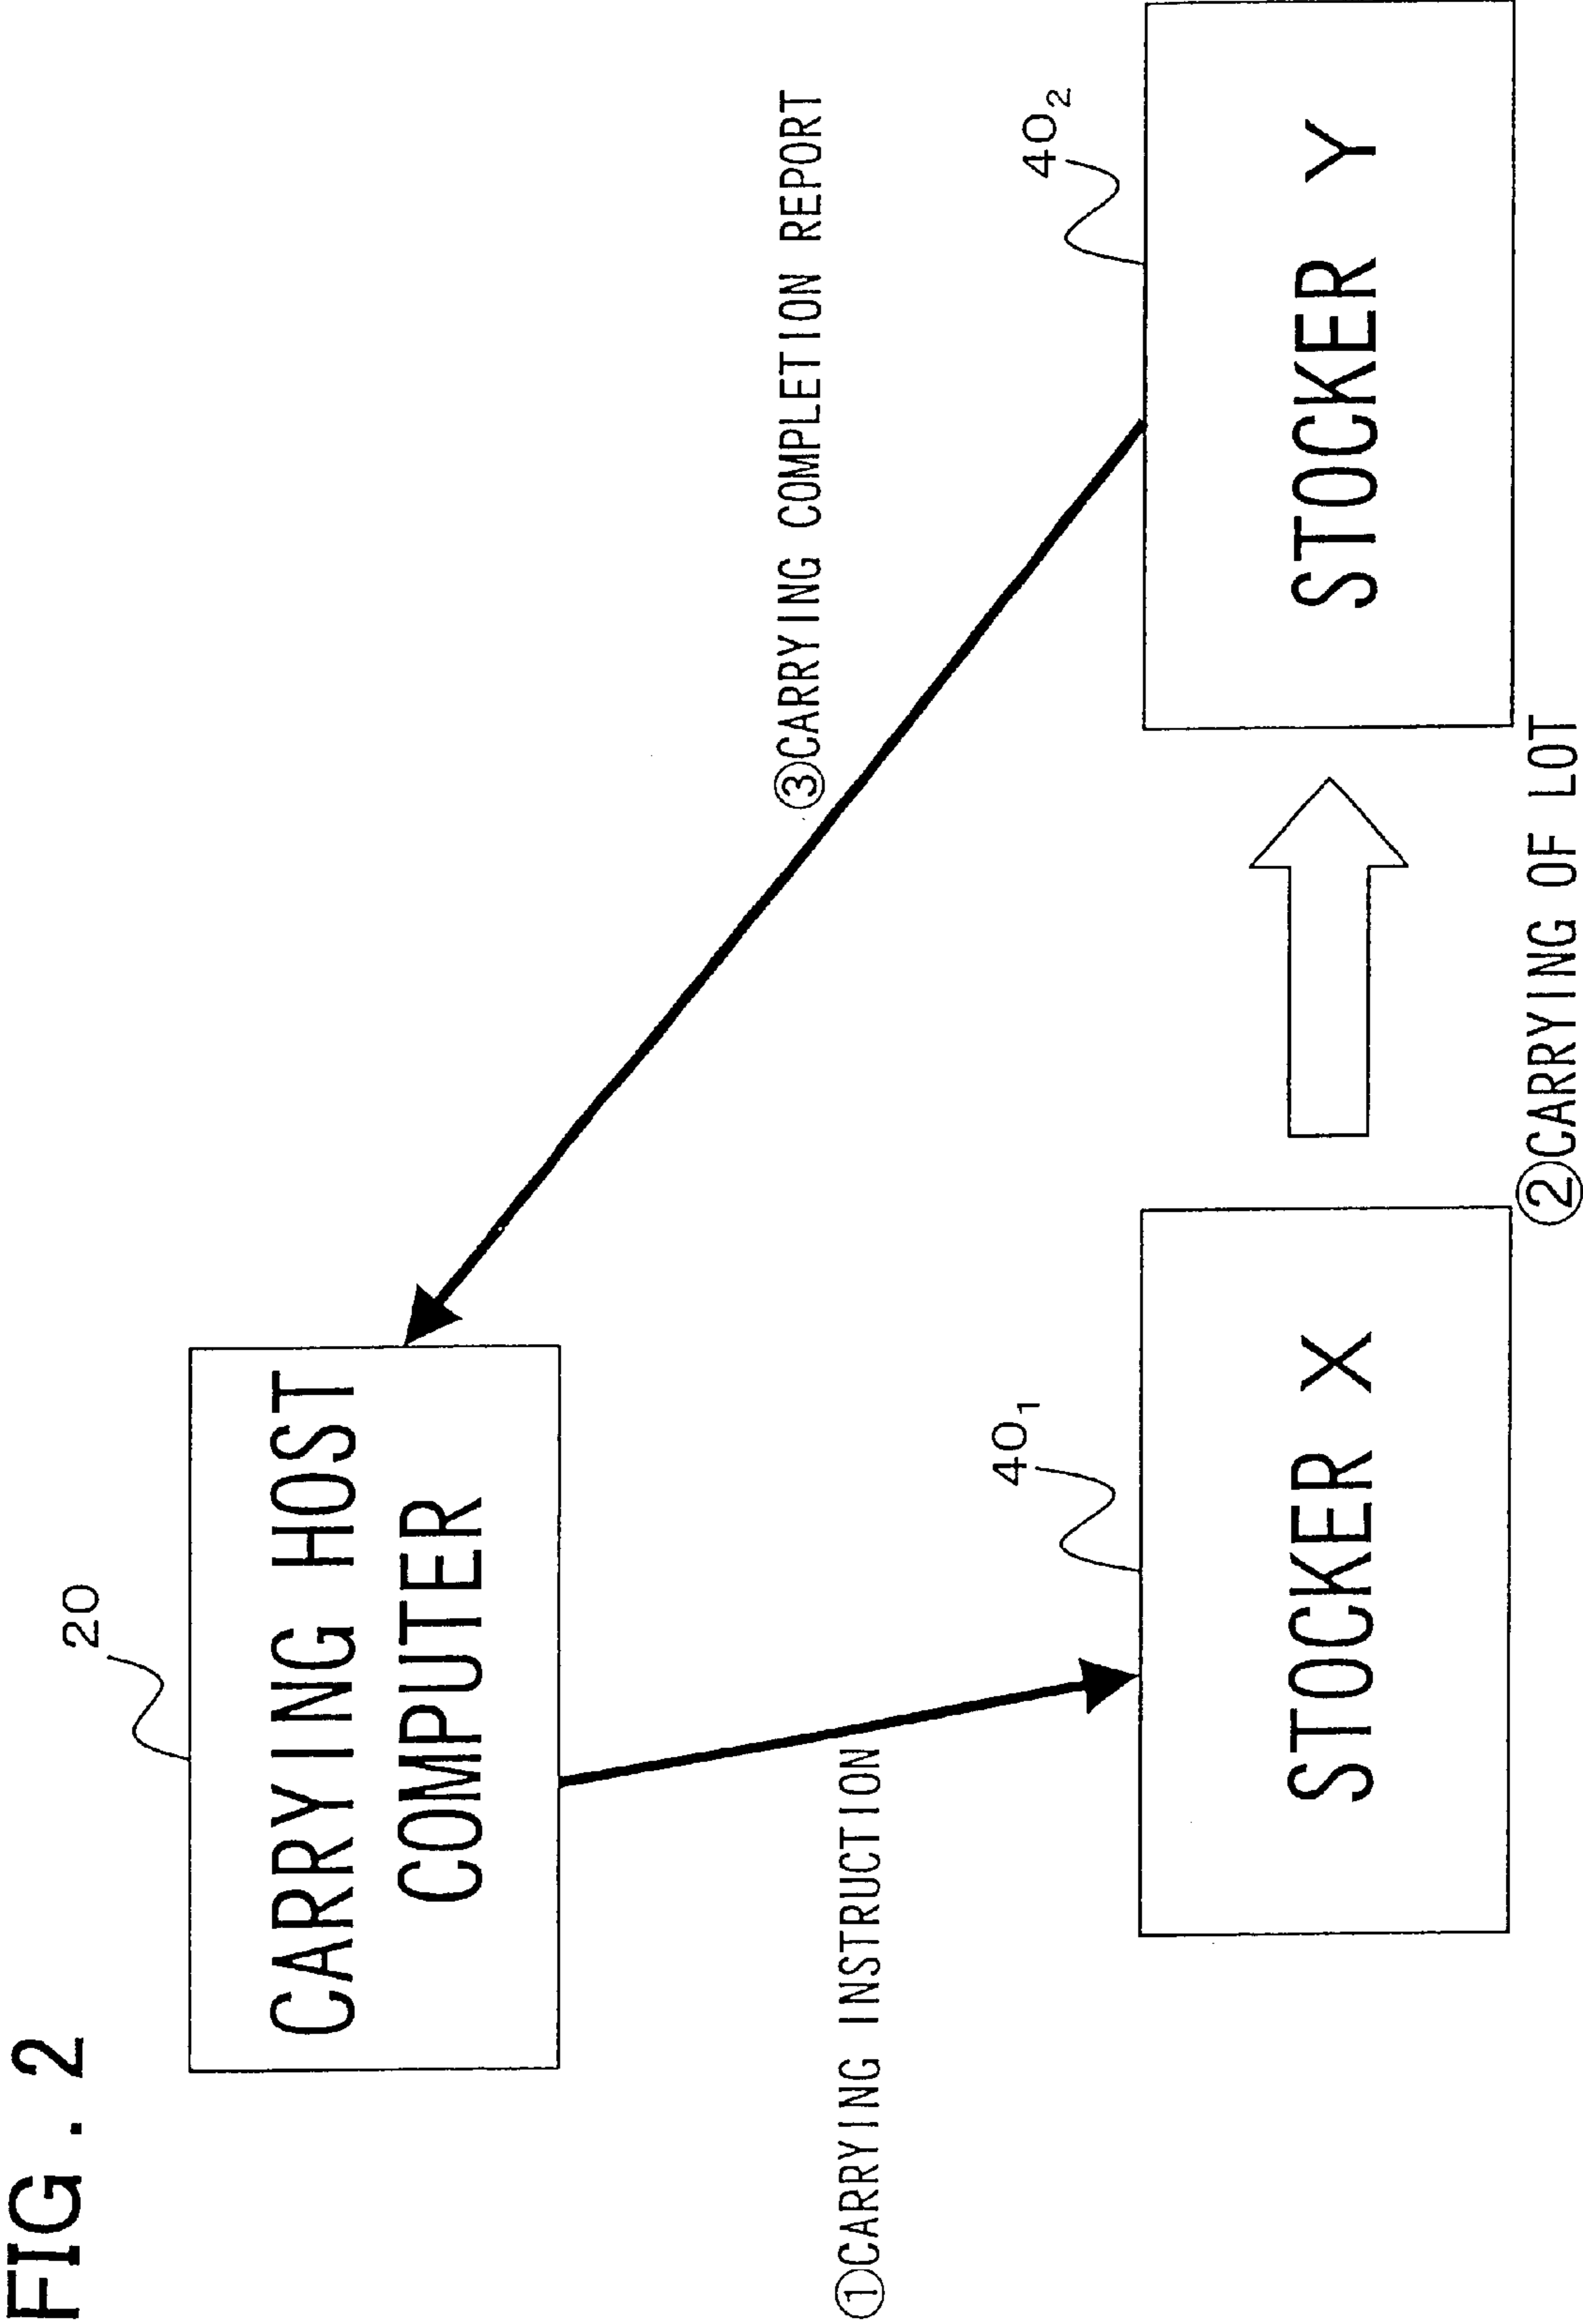 FIG. 2
20
CARRYING HOST
COMPUTER
③CARRYING COMPLETION REPORT
①CARRYING INSTRUCTION
40₁
40₂
STOCKER X
STOCKER Y
②CARRYING OF LOT